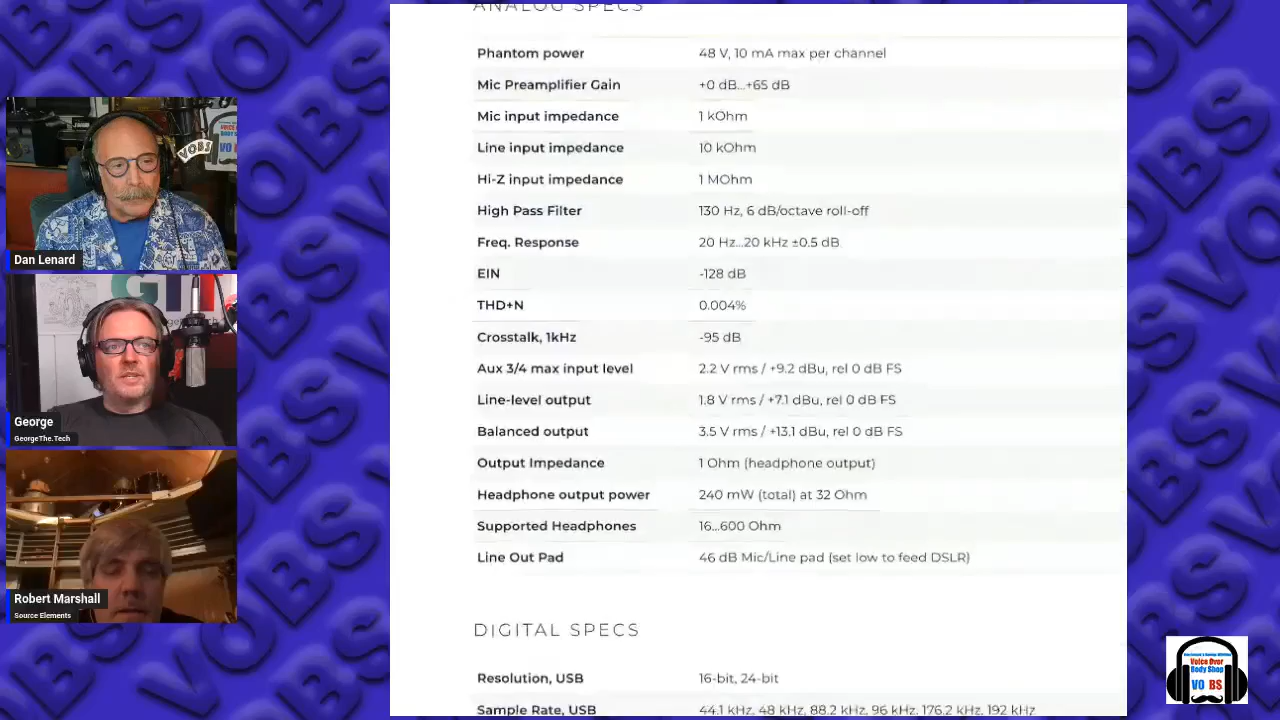 ANALOG SPECS
Phantom power 48 V, 10 mA max per channel
Mic Preamplifier Gain +0 dB...+65 dB
Mic input impedance 1 kOhm
Line input impedance 10 kOhm
Hi-Z input impedance 1 MOhm
High Pass Filter 130 Hz, 6 dB/octave roll-off
Freq. Response 20 Hz...20 kHz ±0.5 dB
EIN -128 dB
THD+N 0.004%
Crosstalk, 1kHz -95 dB
Aux 3/4 max input level 2.2 V rms / +9.2 dBu, rel 0 dB FS
Line-level output 1.8 V rms / +7.1 dBu, rel 0 dB FS
Balanced output 3.5 V rms / +13.1 dBu, rel 0 dB FS
Output Impedance 1 Ohm (headphone output)
Headphone output power 240 mW (total) at 32 Ohm
Supported Headphones 16...600 Ohm
Line Out Pad 46 dB Mic/Line pad (set low to feed DSLR)
DIGITAL SPECS
Resolution, USB 16-bit, 24-bit
Sample Rate, USB 44.1 kHz, 48 kHz, 88.2 kHz, 96 kHz, 176.2 kHz, 192 kHz
VOBS
Dan Lenard
George
GeorgeThe.Tech
Robert Marshall
Source Elements
Voice Over
Body Shop
VO BS